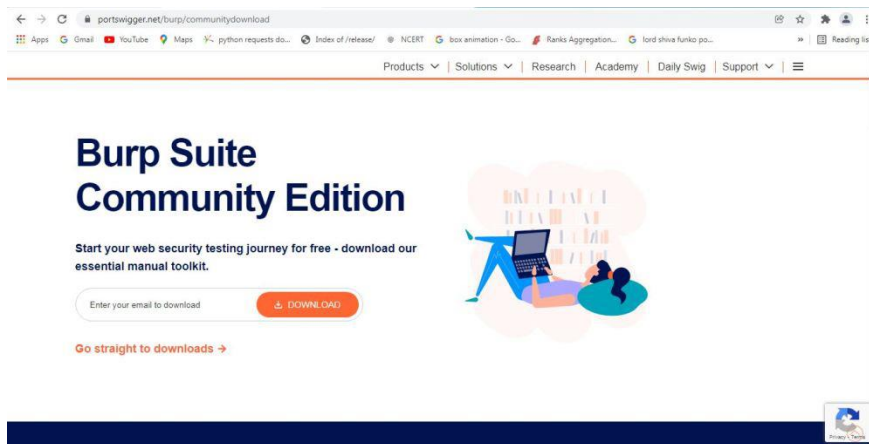 portswigger.net/burp/communitydownload
Apps Gmail YouTube Maps python requests do... Index of /release/ NCERT box animation - Go... Ranks Aggregation... lord shiva funko po... » Reading lis
Products | Solutions | Research | Academy | Daily Swig | Support |
Burp Suite
Community Edition
Start your web security testing journey for free - download our
essential manual toolkit.
Enter your email to download DOWNLOAD
Go straight to downloads →
Privacy - Terms